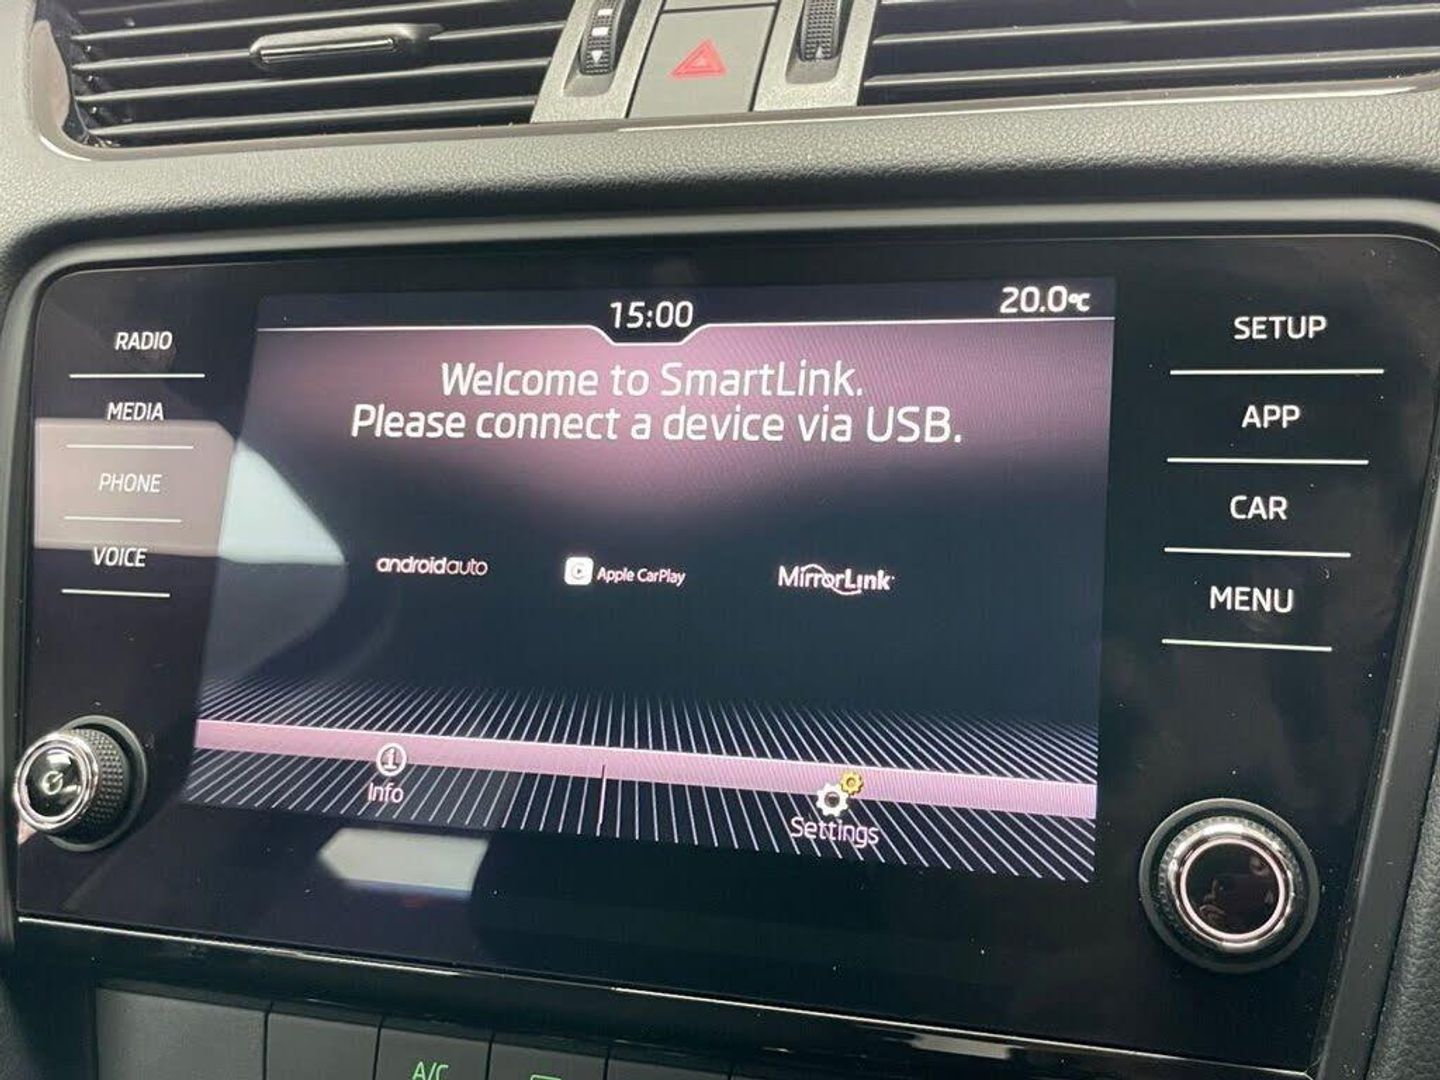 15:00
20.0°C
RADIO
MEDIA
PHONE
VOICE
Welcome to SmartLink.
Please connect a device via USB.
androidauto
Apple CarPlay
MirrorLink
Info
Settings
SETUP
APP
CAR
MENU
A/C